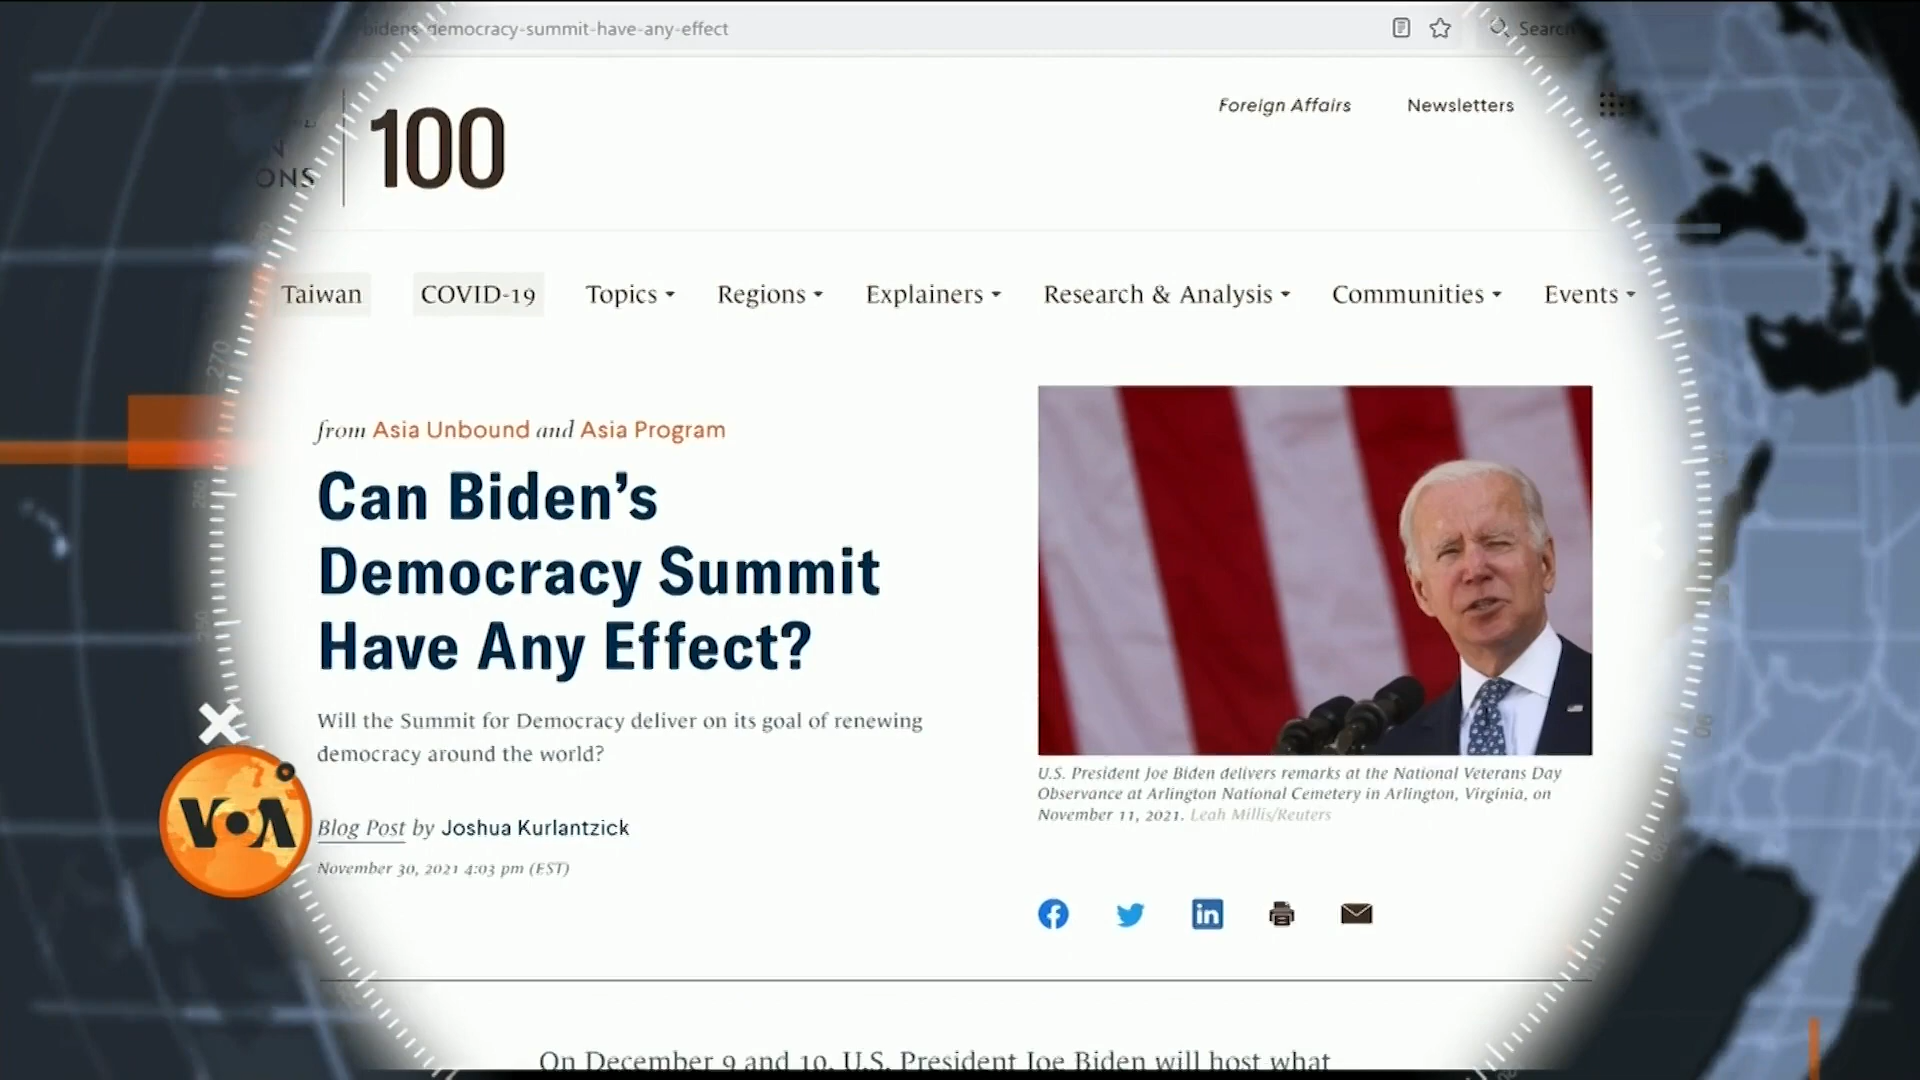 bidens-democracy-summit-have-any-effect
Search
ONS
100
Foreign Affairs
Newsletters
Taiwan
COVID-19
Topics
Regions
Explainers
Research & Analysis
Communities
Events
270
from Asia Unbound and Asia Program
Can Biden's
Democracy Summit
Have Any Effect?
Will the Summit for Democracy deliver on its goal of renewing
democracy around the world?
VOA
Blog Post by Joshua Kurlantzick
November 30, 2021 4:03 pm (EST)
U.S. President Joe Biden delivers remarks at the National Veterans Day
Observance at Arlington National Cemetery in Arlington, Virginia, on
November 11, 2021. Leah Millis/Reuters
On December 9 and 10, U.S. President Joe Biden will host what